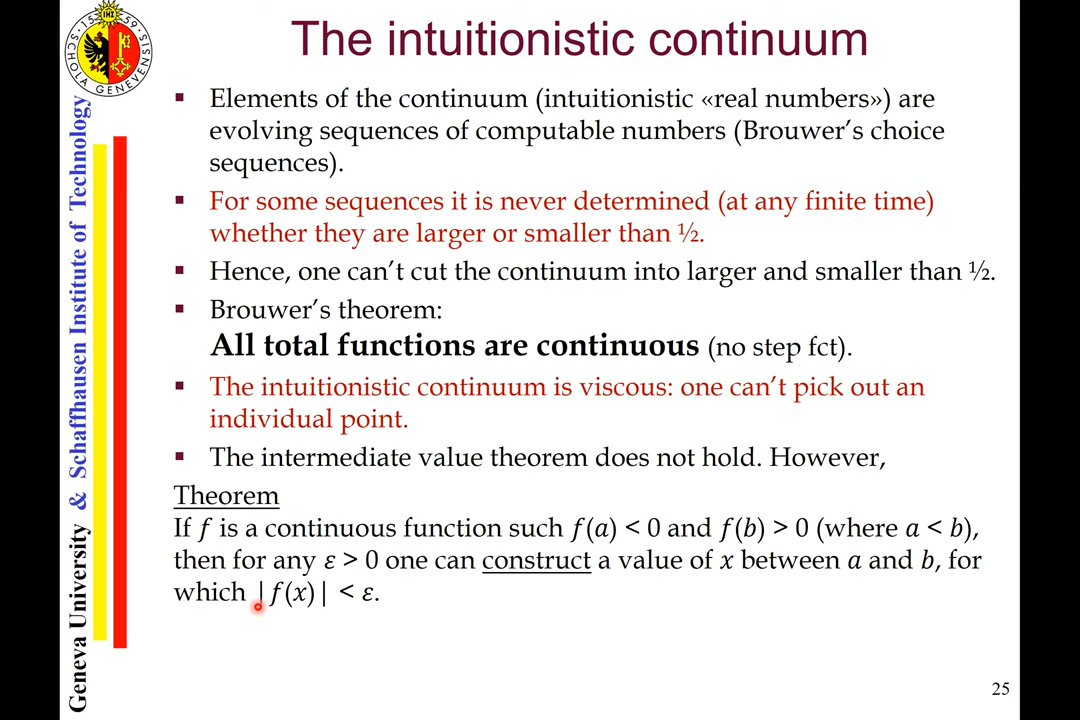 The intuitionistic continuum
▪ Elements of the continuum (intuitionistic «real numbers») are
evolving sequences of computable numbers (Brouwer's choice
sequences).
▪ For some sequences it is never determined (at any finite time)
whether they are larger or smaller than ½.
▪ Hence, one can't cut the continuum into larger and smaller than ½.
▪ Brouwer's theorem:
All total functions are continuous (no step fct).
▪ The intuitionistic continuum is viscous: one can't pick out an
individual point.
▪ The intermediate value theorem does not hold. However,
Theorem
If f is a continuous function such f(a) < 0 and f(b) > 0 (where a < b),
then for any ε > 0 one can construct a value of x between a and b, for
which |f(x)| < ε.
25
Geneva University & Schaffhausen Institute of Technology
SCHOLA GENEVENSIS
1559
IHS